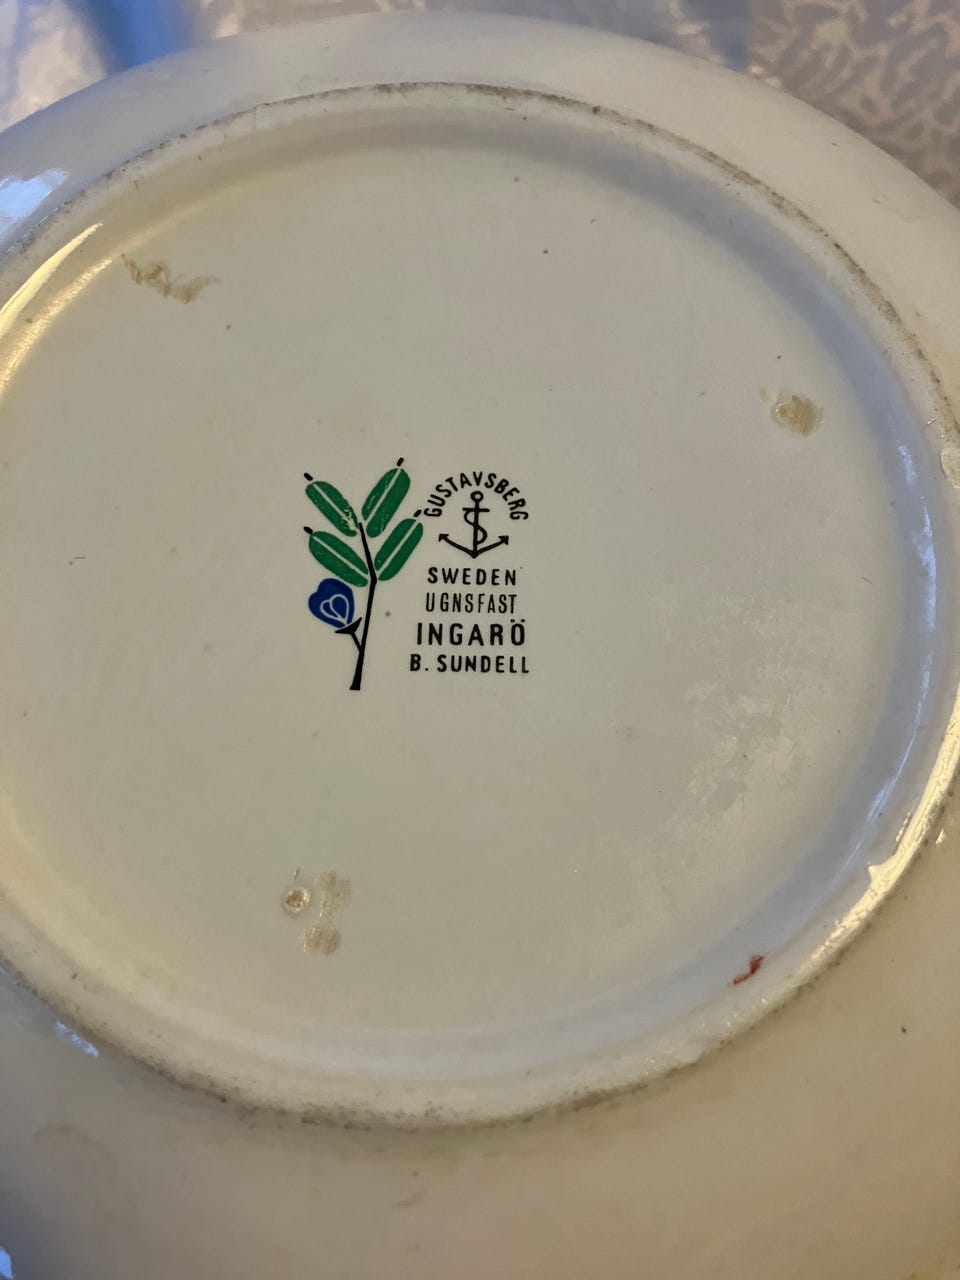 GUSTAVSBERG
SWEDEN
UGNSFAST
INGARÖ
B. SUNDELL